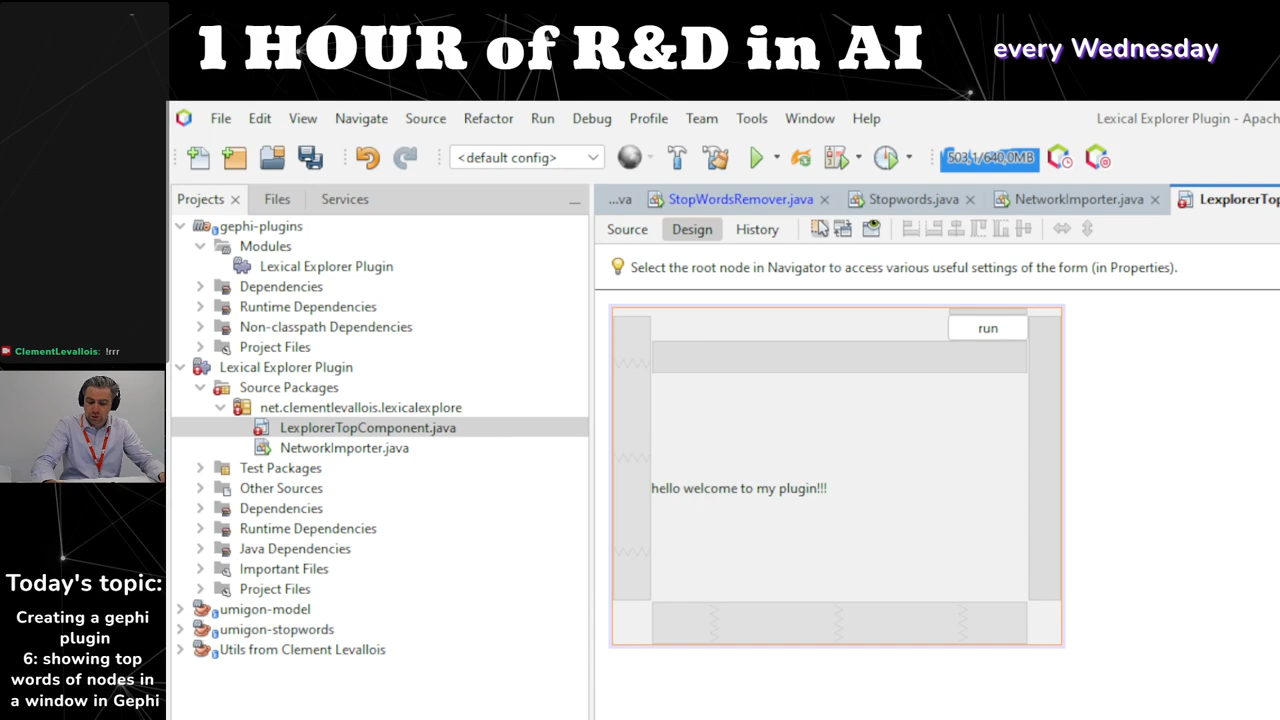 1 HOUR of R&D in AI
every Wednesday
File Edit View Navigate Source Refactor Run Debug Profile Team Tools Window Help
Lexical Explorer Plugin - Apach
<default config>
503,1/640,0MB
Projects Files Services
...va StopWordsRemover.java Stopwords.java NetworkImporter.java LexplorerTop
Source Design History
Select the root node in Navigator to access various useful settings of the form (in Properties).
gephi-plugins
Modules
Lexical Explorer Plugin
Dependencies
Runtime Dependencies
Non-classpath Dependencies
Project Files
Lexical Explorer Plugin
Source Packages
net.clementlevallois.lexicalexplore
LexplorerTopComponent.java
NetworkImporter.java
Test Packages
Other Sources
Dependencies
Runtime Dependencies
Java Dependencies
Important Files
Project Files
umigon-model
umigon-stopwords
Utils from Clement Levallois
run
hello welcome to my plugin!!!
ClementLevallois: !rrr
Today's topic:
Creating a gephi
plugin
6: showing top
words of nodes in
a window in Gephi